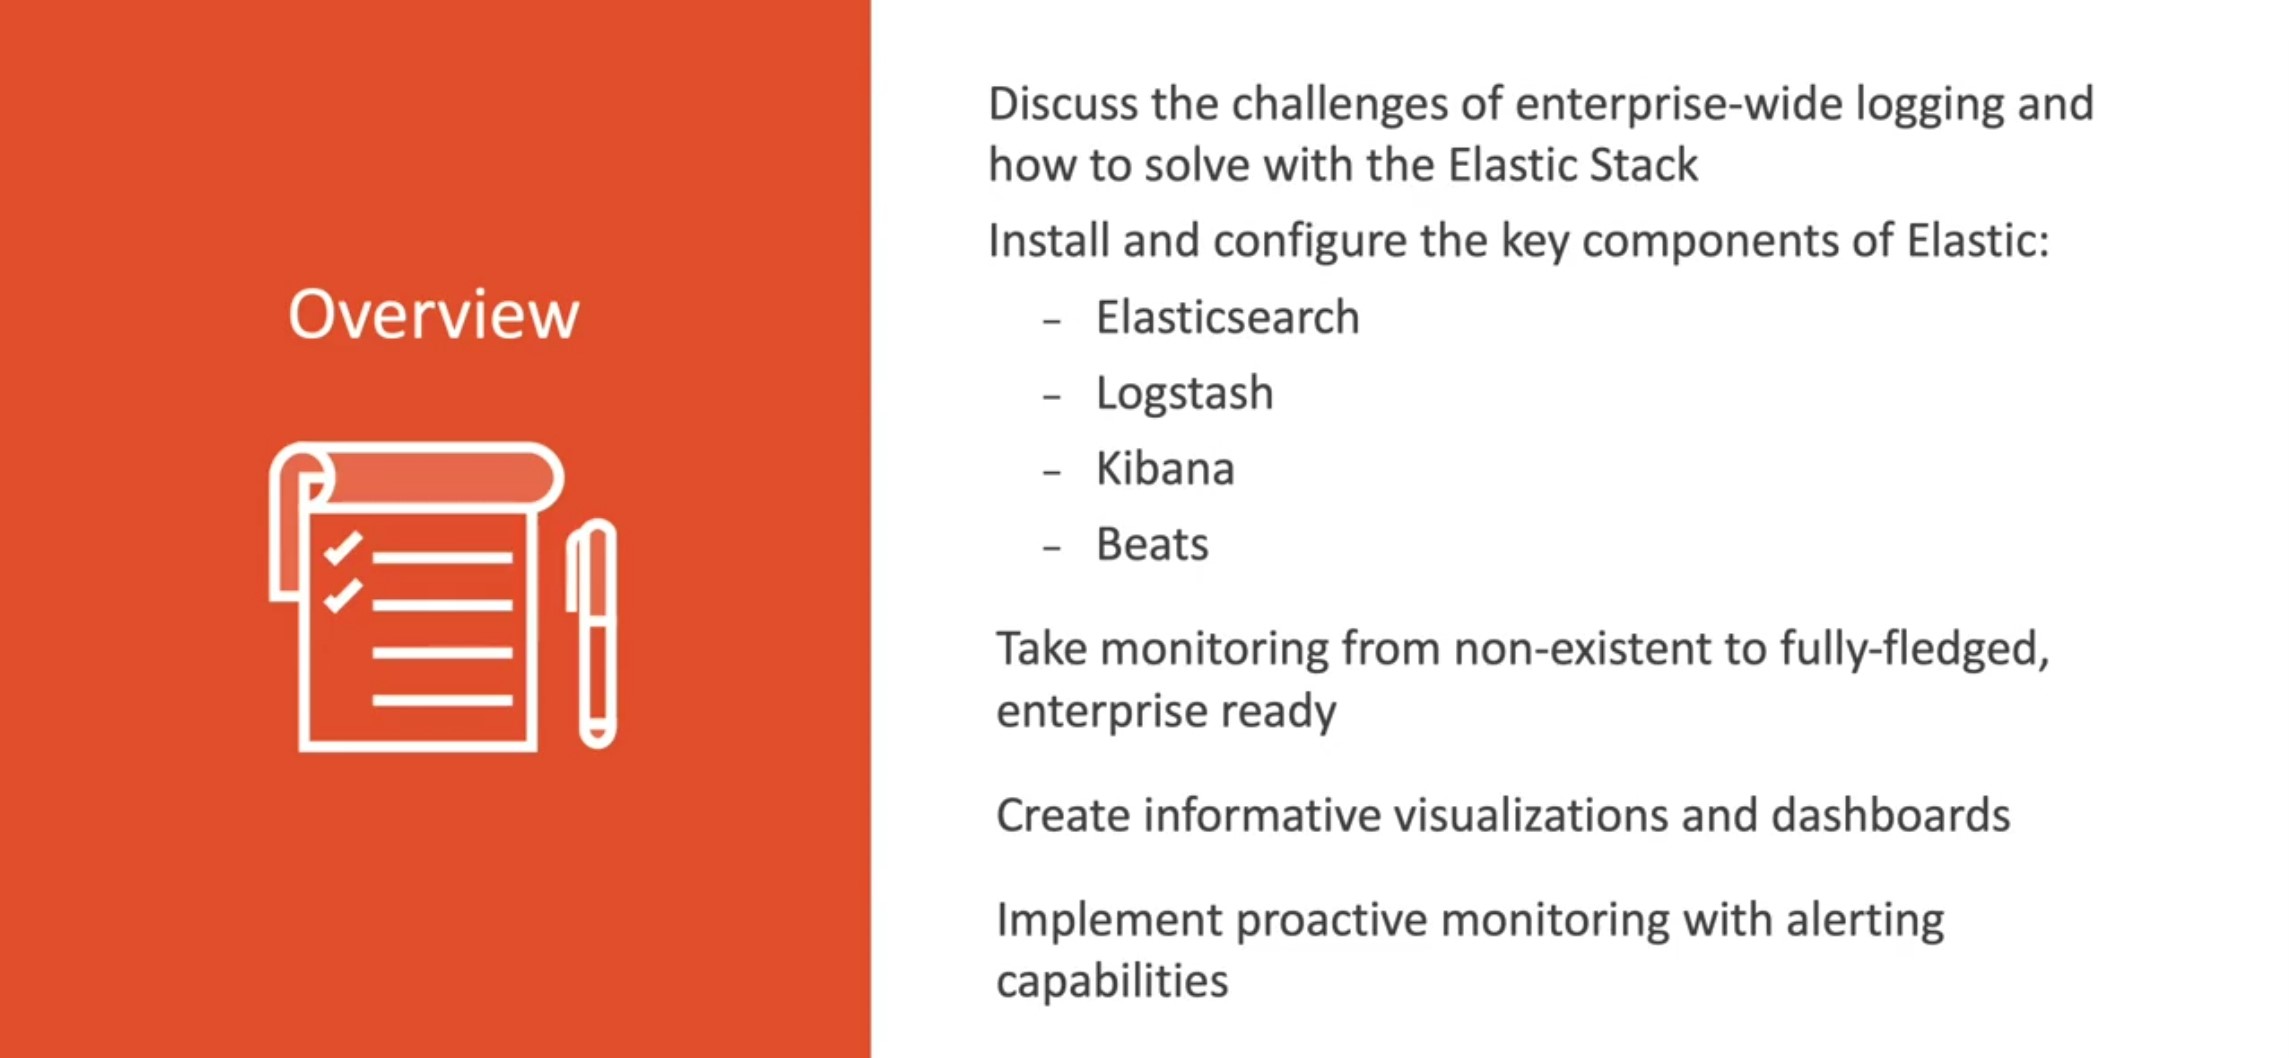 Overview
Discuss the challenges of enterprise-wide logging and
how to solve with the Elastic Stack
Install and configure the key components of Elastic:
– Elasticsearch
– Logstash
– Kibana
– Beats
Take monitoring from non-existent to fully-fledged,
enterprise ready
Create informative visualizations and dashboards
Implement proactive monitoring with alerting
capabilities